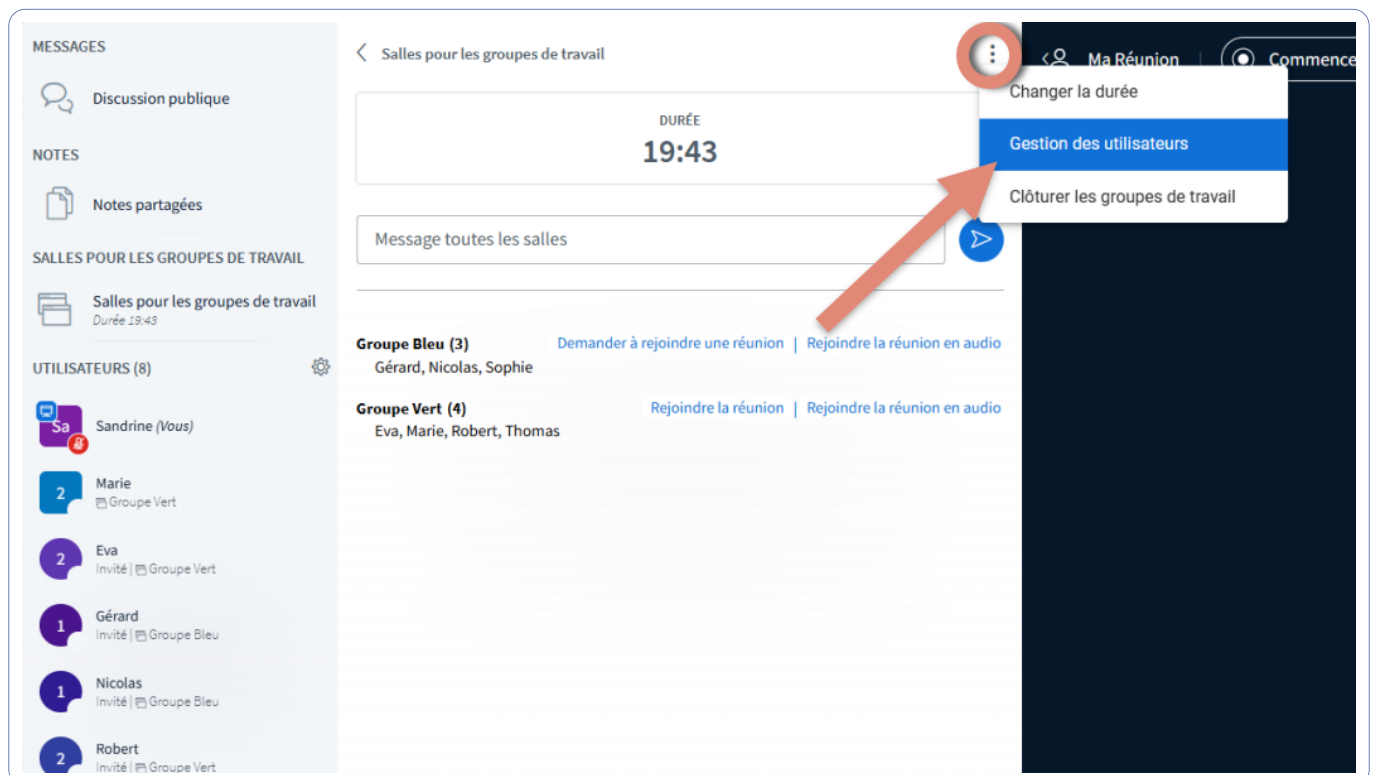 MESSAGES
Discussion publique
NOTES
Notes partagées
SALLES POUR LES GROUPES DE TRAVAIL
Salles pour les groupes de travail
Durée 19:43
UTILISATEURS (8)
Sa
Sandrine (Vous)
2
Marie
Groupe Vert
2
Eva
Invité | Groupe Vert
1
Gérard
Invité | Groupe Bleu
1
Nicolas
Invité | Groupe Bleu
2
Robert
Invité | Groupe Vert
Salles pour les groupes de travail
DURÉE
19:43
Message toutes les salles
Groupe Bleu (3) Demander à rejoindre une réunion | Rejoindre la réunion en audio
Gérard, Nicolas, Sophie
Groupe Vert (4) Rejoindre la réunion | Rejoindre la réunion en audio
Eva, Marie, Robert, Thomas
Ma Réunion Commence
Changer la durée
Gestion des utilisateurs
Clôturer les groupes de travail